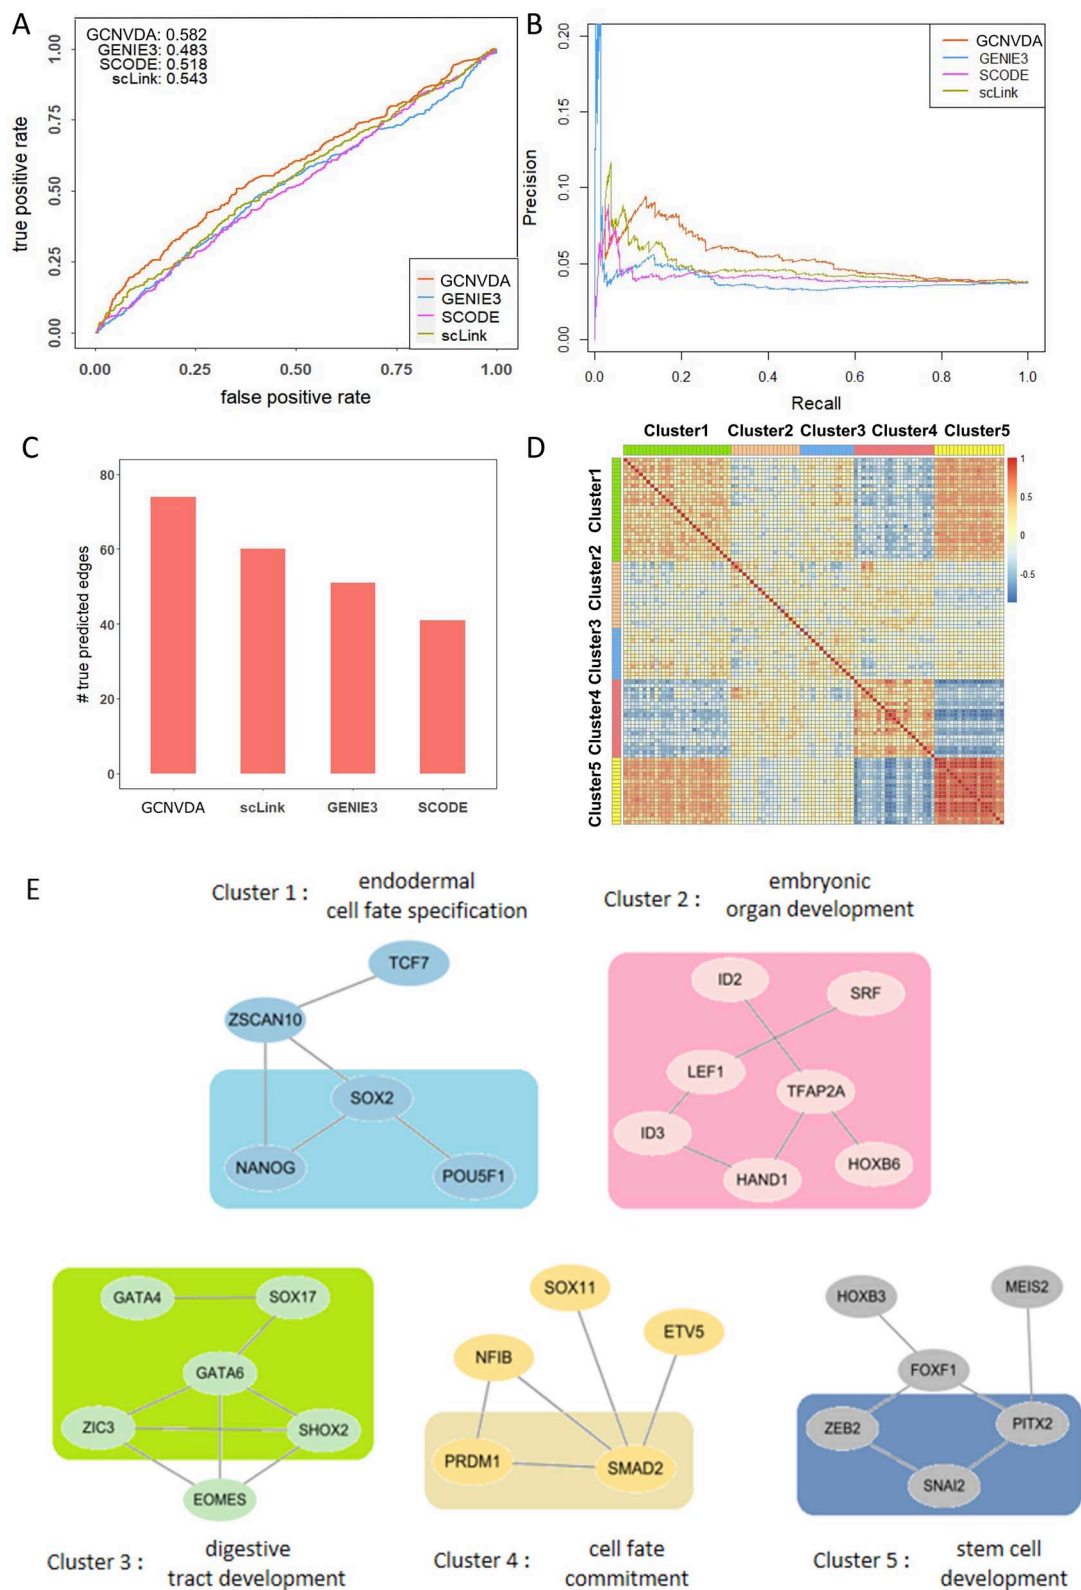 A
GCNVDA: 0.582
GENIE3: 0.483
SCODE: 0.518
scLink: 0.543
true positive rate
1.00
0.75
0.50
0.25
0.00
GCNVDA
GENIE3
SCODE
scLink
0.00 0.25 0.50 0.75 1.00
false positive rate
B
Precision
0.20
0.15
0.10
0.05
0.00
GCNVDA
GENIE3
SCODE
scLink
0.0 0.2 0.4 0.6 0.8 1.0
Recall
C
# true predicted edges
80
60
40
20
0
GCNVDA scLink GENIE3 SCODE
D
Cluster1 Cluster2 Cluster3 Cluster4 Cluster5
Cluster1
Cluster2
Cluster3
Cluster4
Cluster5
1
0.5
0
-0.5
E
Cluster 1 : endodermal
cell fate specification
TCF7
ZSCAN10
SOX2
NANOG
POU5F1
Cluster 2 : embryonic
organ development
ID2
SRF
LEF1
TFAP2A
ID3
HOXB6
HAND1
GATA4
SOX17
GATA6
ZIC3
SHOX2
EOMES
Cluster 3 : digestive
tract development
SOX11
ETV5
NFIB
PRDM1
SMAD2
Cluster 4 : cell fate
commitment
HOXB3
MEIS2
FOXF1
ZEB2
PITX2
SNAI2
Cluster 5 : stem cell
development